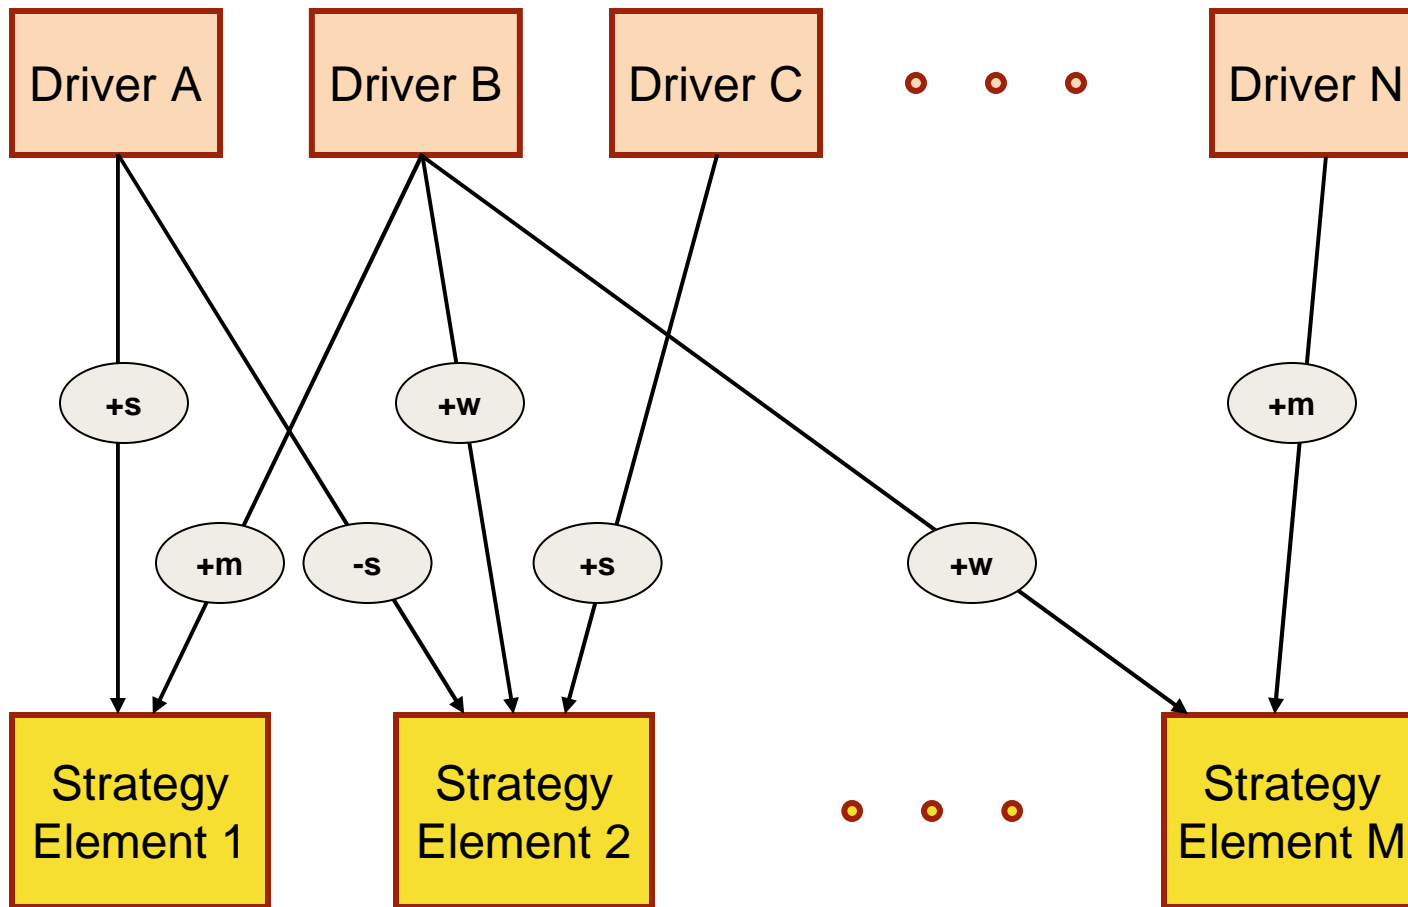 Driver A
Driver B
Driver C
Driver N
+s
+w
+m
+m
-s
+s
+w
Strategy
Element 1
Strategy
Element 2
Strategy
Element M